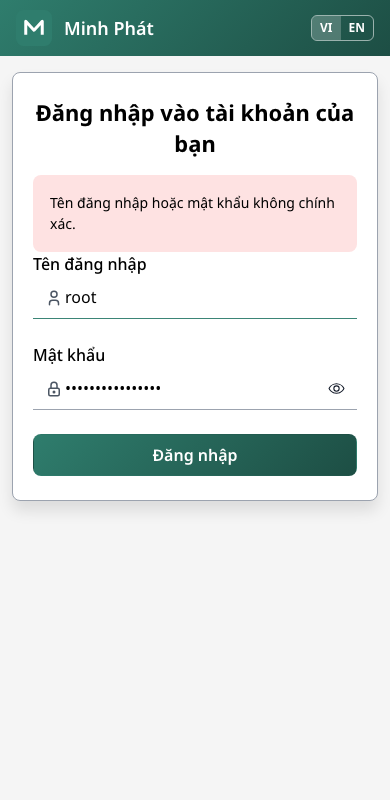 Minh Phát
VI EN
Đăng nhập vào tài khoản của
bạn
Tên đăng nhập hoặc mật khẩu không chính
xác.
Tên đăng nhập
root
Mật khẩu
••••••••••••••••
Đăng nhập